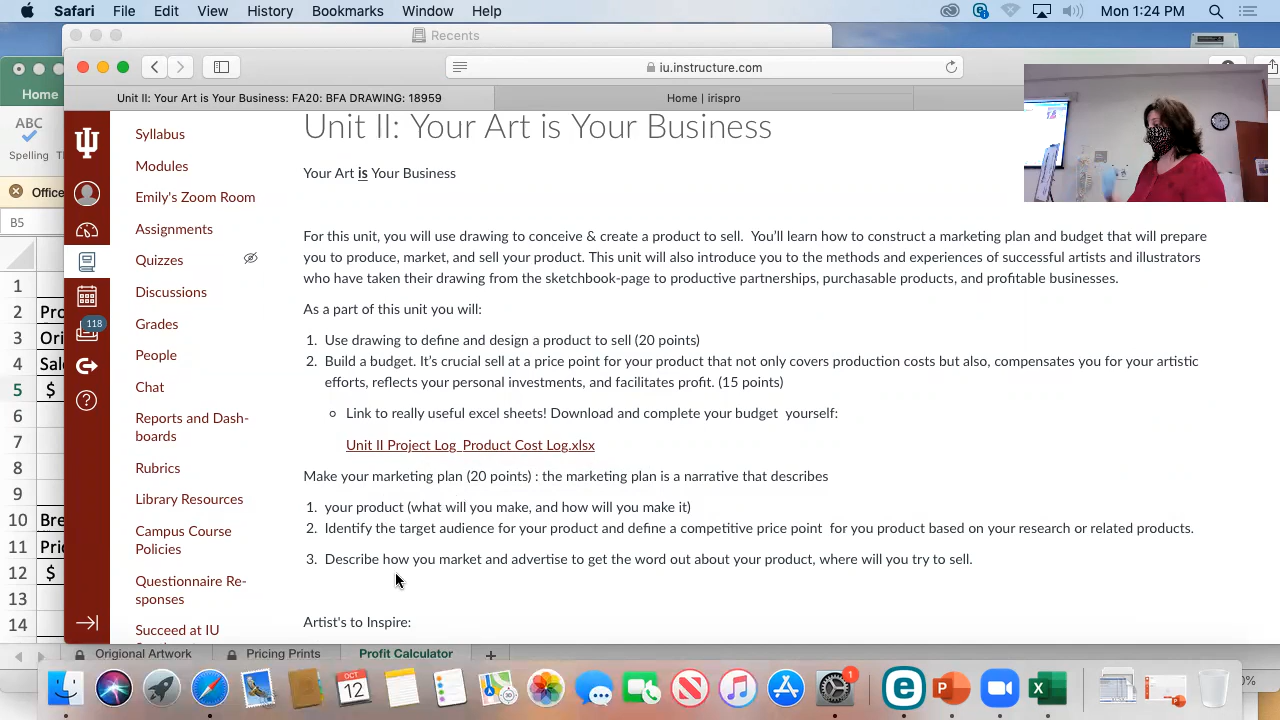 Safari File Edit View History Bookmarks Window Help Mon 1:24 PM
Recents
iu.instructure.com
Home
Unit II: Your Art is Your Business: FA20: BFA DRAWING: 18959
Home | irispro
ABC
Spelling
Office
B5
Syllabus
Modules
Emily's Zoom Room
Assignments
Quizzes
Discussions
Grades
People
Chat
Reports and Dash-
boards
Rubrics
Library Resources
Campus Course
Policies
Questionnaire Re-
sponses
Succeed at IU
118
Unit II: Your Art is Your Business
Your Art is Your Business
For this unit, you will use drawing to conceive & create a product to sell.  You'll learn how to construct a marketing plan and budget that will prepare
you to produce, market, and sell your product. This unit will also introduce you to the methods and experiences of successful artists and illustrators
who have taken their drawing from the sketchbook-page to productive partnerships, purchasable products, and profitable businesses.
As a part of this unit you will:
1. Use drawing to define and design a product to sell (20 points)
2. Build a budget. It's crucial sell at a price point for your product that not only covers production costs but also, compensates you for your artistic
efforts, reflects your personal investments, and facilitates profit. (15 points)
Link to really useful excel sheets! Download and complete your budget  yourself:
Unit II Project Log_Product Cost Log.xlsx
Make your marketing plan (20 points) : the marketing plan is a narrative that describes
1. your product (what will you make, and how will you make it)
2. Identify the target audience for your product and define a competitive price point  for you product based on your research or related products.
3. Describe how you market and advertise to get the word out about your product, where will you try to sell.
Artist's to Inspire:
1
2 Pro
3 Ori
4 Sale
5 $
6
7
8
9
10 Bre
11 Pric
12 $
13
14
Orignal Artwork Pricing Prints Profit Calculator
OCT
12
1
0%